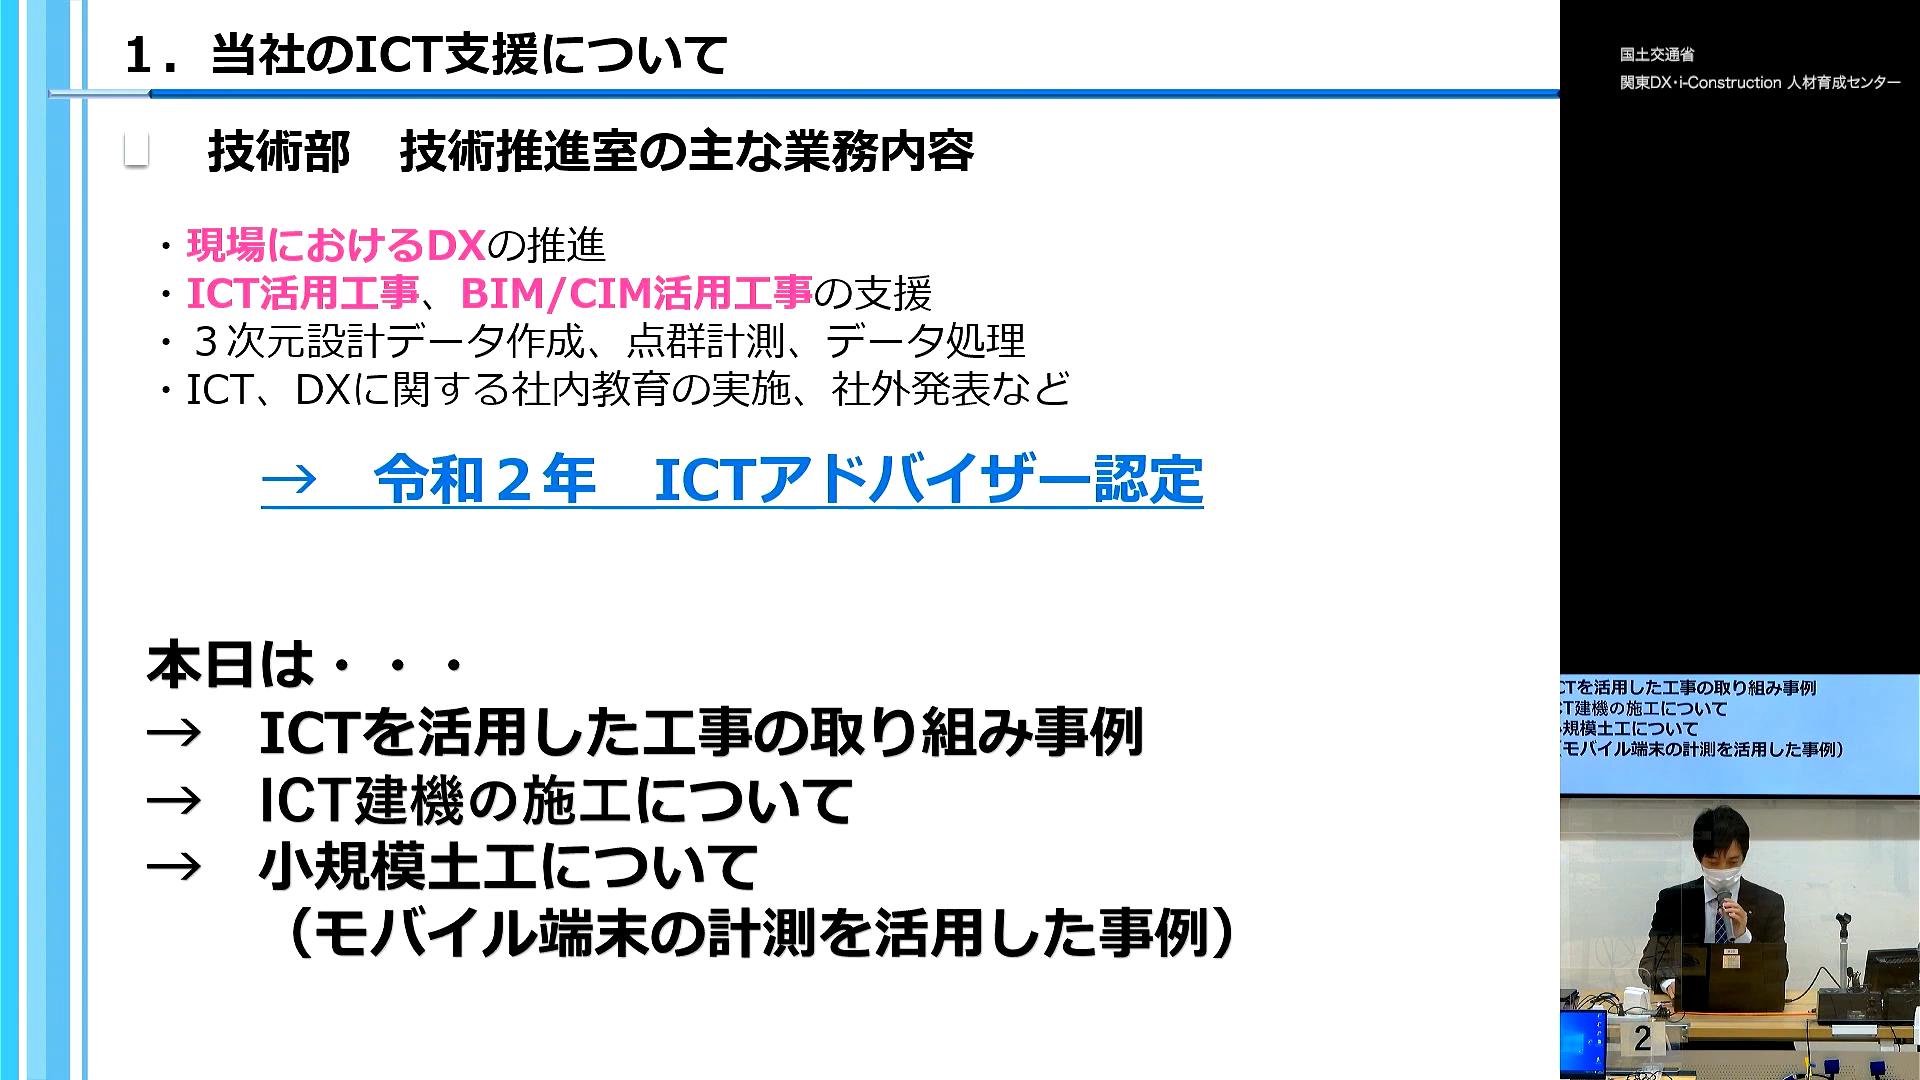 1．当社のICT支援について
技術部　技術推進室の主な業務内容
・現場におけるDXの推進
・ICT活用工事、BIM/CIM活用工事の支援
・３次元設計データ作成、点群計測、データ処理
・ICT、DXに関する社内教育の実施、社外発表など
→　令和２年　ICTアドバイザー認定
本日は・・・
→　ICTを活用した工事の取り組み事例
→　ICT建機の施工について
→　小規模土工について
（モバイル端末の計測を活用した事例）
国土交通省
関東DX・i-Construction 人材育成センター
CTを活用した工事の取り組み事例
CT建機の施工について
規模土工について
（モバイル端末の計測を活用した事例）
2